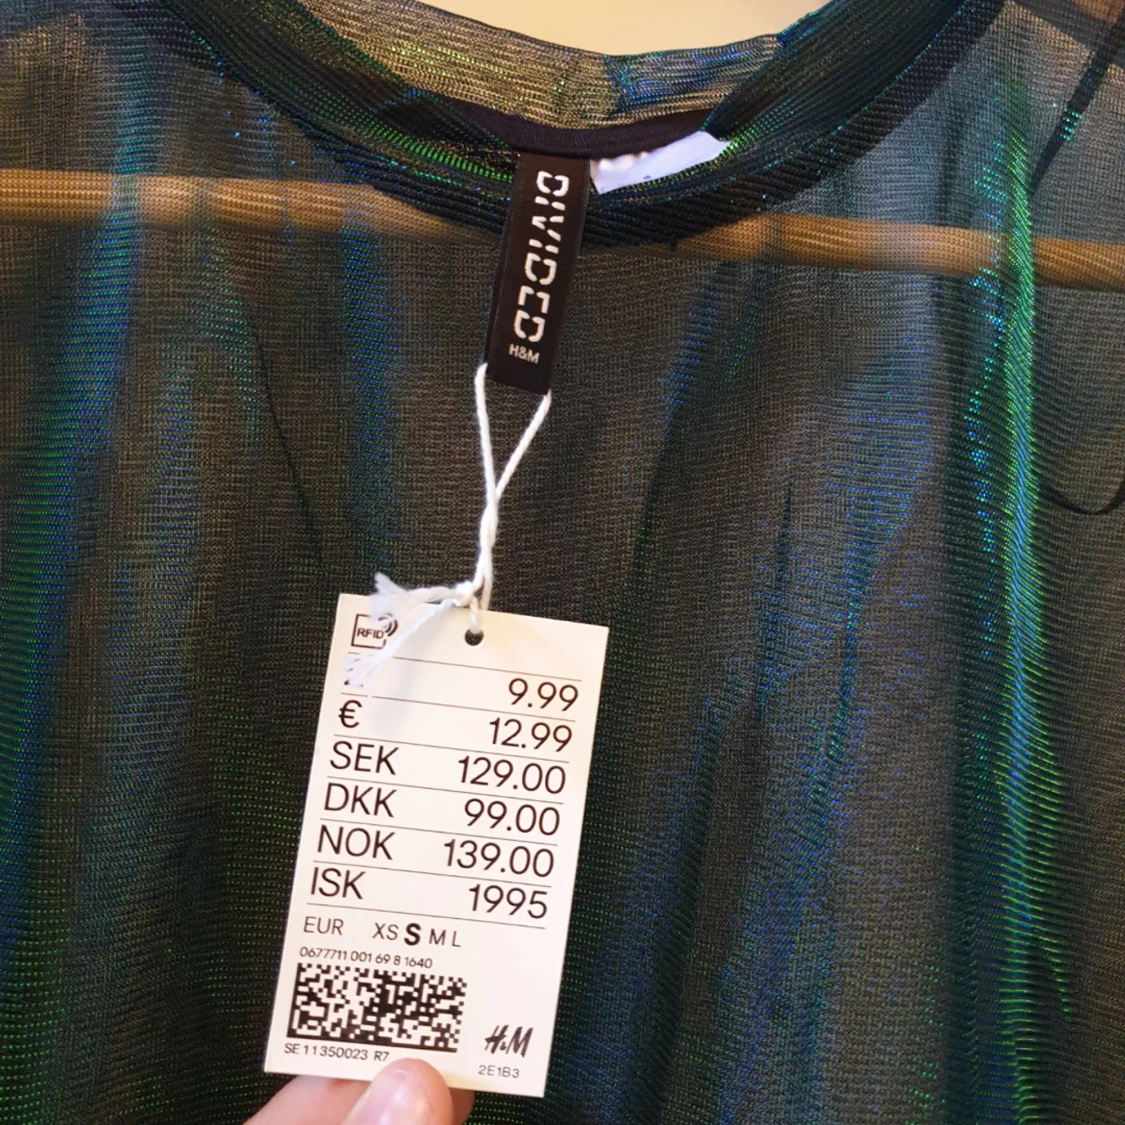 DIVIDED
H&M
RFID
9.99
€ 12.99
SEK 129.00
DKK 99.00
NOK 139.00
ISK 1995
EUR XS S M L
0677711 001 69 8 1640
SE 11350023 R7
H&M
2E1B3